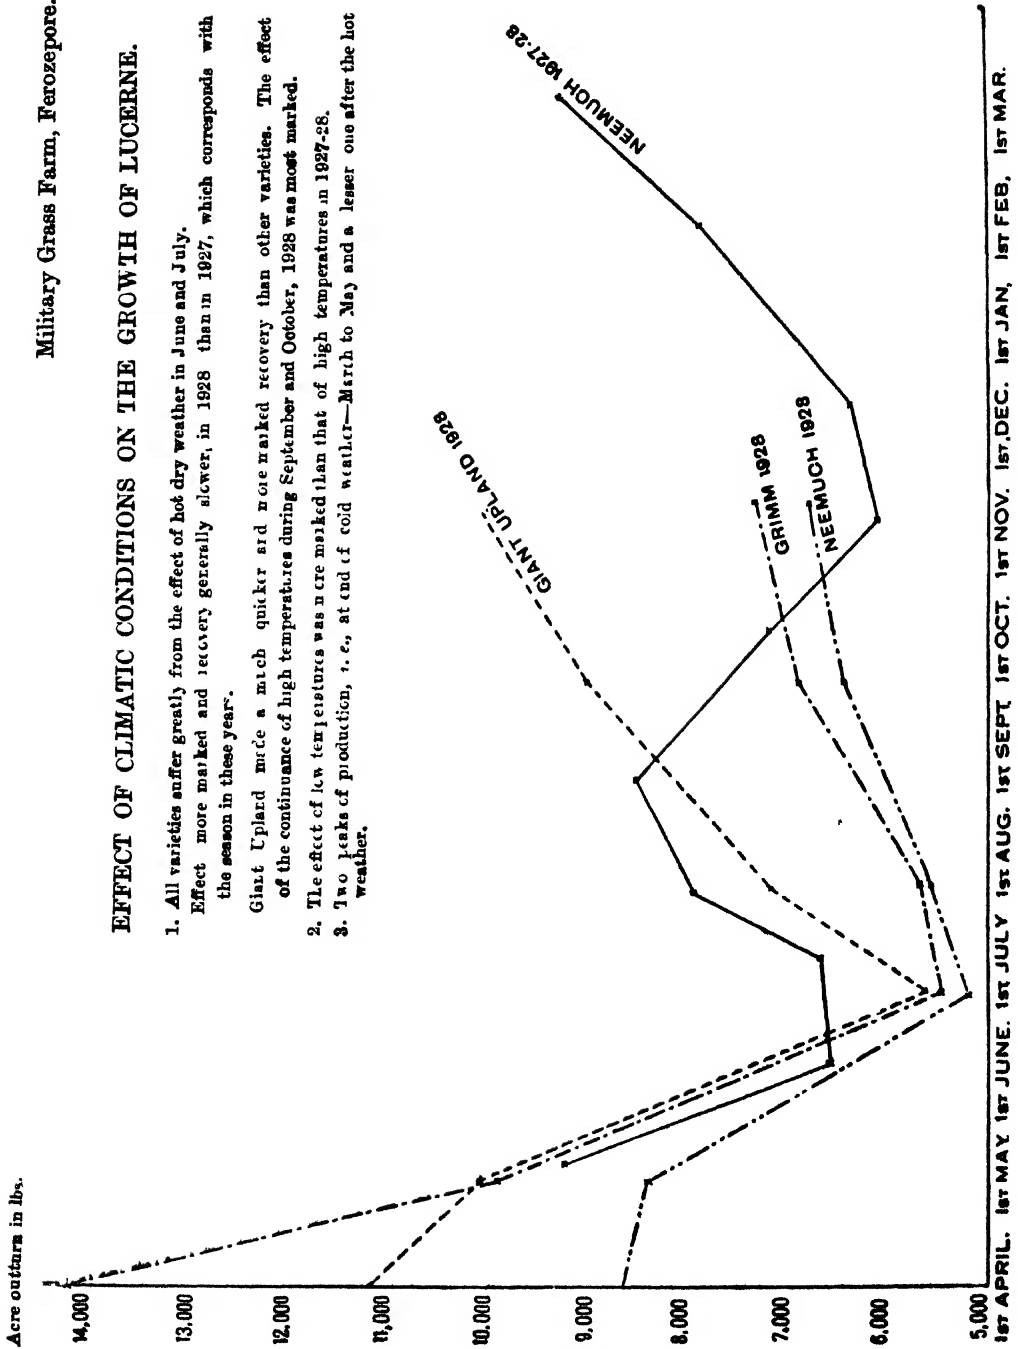 Military Grass Farm, Ferozepore.
EFFECT OF CLIMATIC CONDITIONS ON THE GROWTH OF LUCERNE.
1. All varieties suffer greatly from the effect of hot dry weather in June and July.
Effect more marked and recovery generally slower, in 1928 than in 1927, which corresponds with
the season in these years.
Giant Upland made a much quicker and more marked recovery than other varieties. The effect
of the continuance of high temperatures during September and October, 1928 was most marked.
2. The effect of low temperatures was more marked than that of high temperatures in 1927-28.
3. Two peaks of production, i. e., at end of cold weather—March to May and a lesser one after the hot
weather.
Acre outturn in lbs.
14,000
13.000
12,000
11,000
10.000
9.000
8.000
7.000
6.000
5.000
NEEMUCH 1927-28
GIANT UPLAND 1928
GRIMM 1928
NEEMUCH 1928
1ST APRIL. 1ST MAY 1ST JUNE. 1ST JULY 1ST AUG. 1ST SEPT. 1ST OCT. 1ST NOV. 1ST DEC. 1ST JAN, 1ST FEB, 1ST MAR.